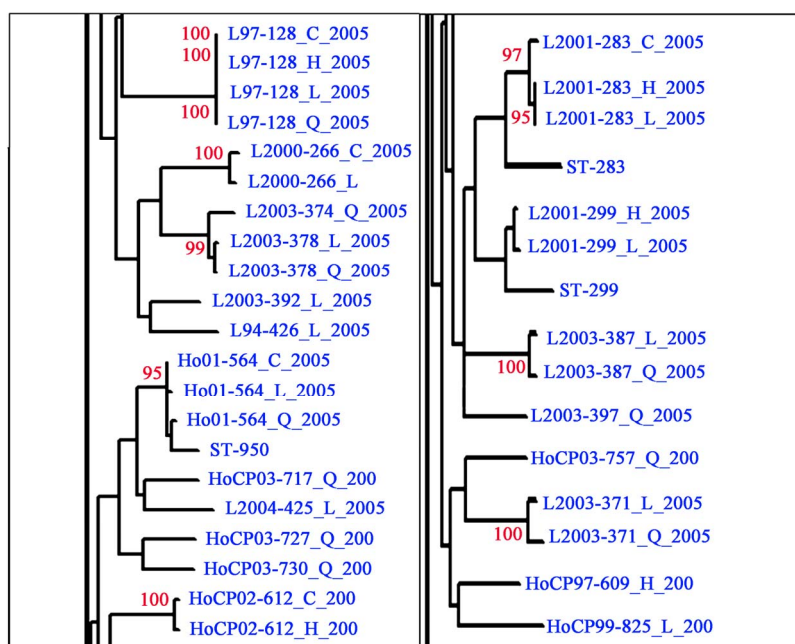 100 L97-128_C_2005
100 L97-128_H_2005
L97-128_L_2005
100
L97-128_Q_2005
100 L2000-266_C_2005
L2000-266_L
L2003-374_Q_2005
99 L2003-378_L_2005
L2003-378_Q_2005
L2003-392_L_2005
L94-426_L_2005
Ho01-564_C_2005
95
Ho01-564_L_2005
Ho01-564_Q_2005
ST-950
HoCP03-717_Q_200
L2004-425_L_2005
HoCP03-727_Q_200
HoCP03-730_Q_200
100 HoCP02-612_C_200
HoCP02-612_H_200
L2001-283_C_2005
97
L2001-283_H_2005
95 L2001-283_L_2005
ST-283
L2001-299_H_2005
L2001-299_L_2005
ST-299
L2003-387_L_2005
100 L2003-387_Q_2005
L2003-397_Q_2005
HoCP03-757_Q_200
L2003-371_L_2005
100 L2003-371_Q_2005
HoCP97-609_H_200
HoCP99-825_L_200